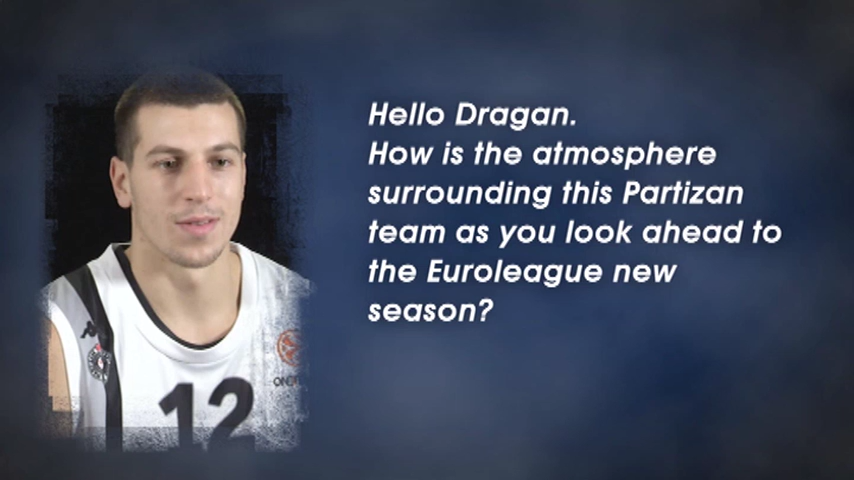 Hello Dragan.
How is the atmosphere
surrounding this Partizan
team as you look ahead to
the Euroleague new
season?
12